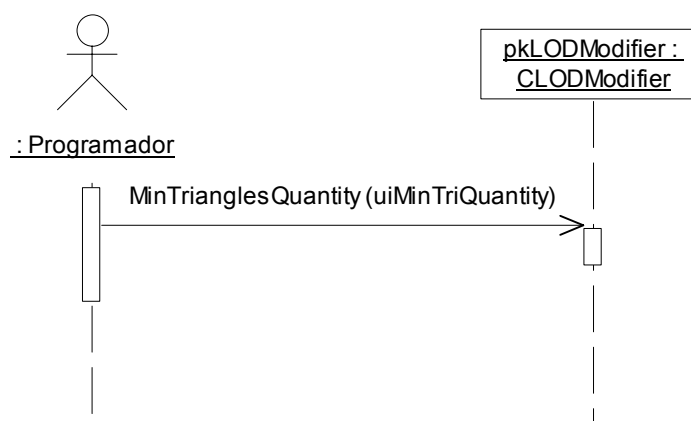 pkLODModifier :
CLODModifier
: Programador
MinTrianglesQuantity (uiMinTriQuantity)